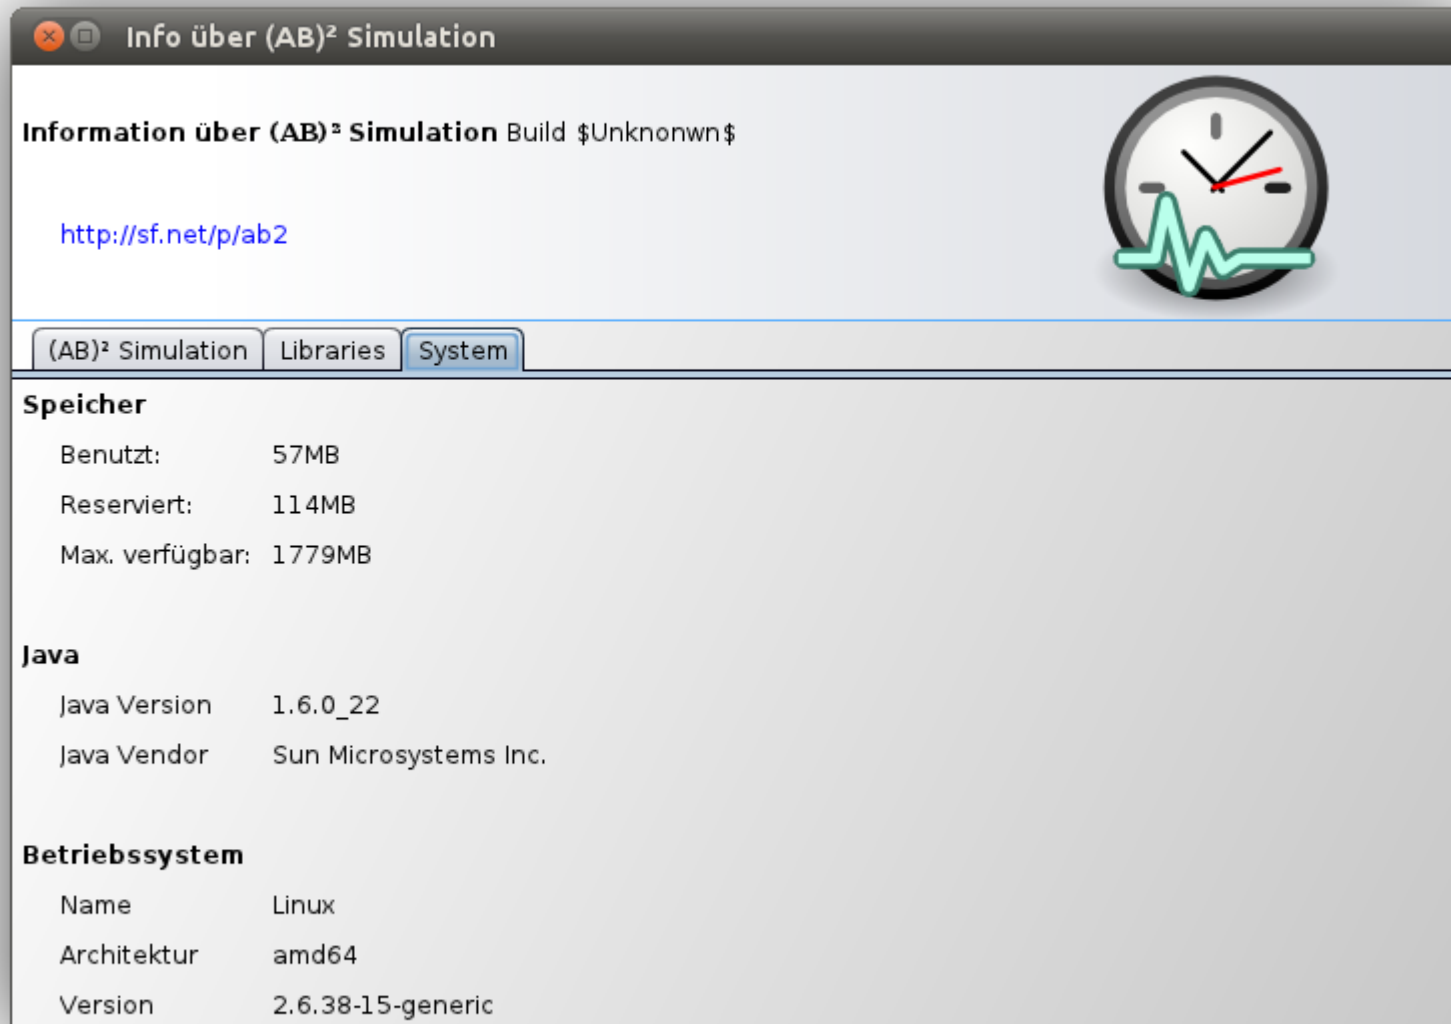 Info über (AB)² Simulation
Information über (AB)² Simulation Build $Unknonwn$
http://sf.net/p/ab2
(AB)² Simulation Libraries System
Speicher
Benutzt: 57MB
Reserviert: 114MB
Max. verfügbar: 1779MB
Java
Java Version 1.6.0_22
Java Vendor Sun Microsystems Inc.
Betriebssystem
Name Linux
Architektur amd64
Version 2.6.38-15-generic